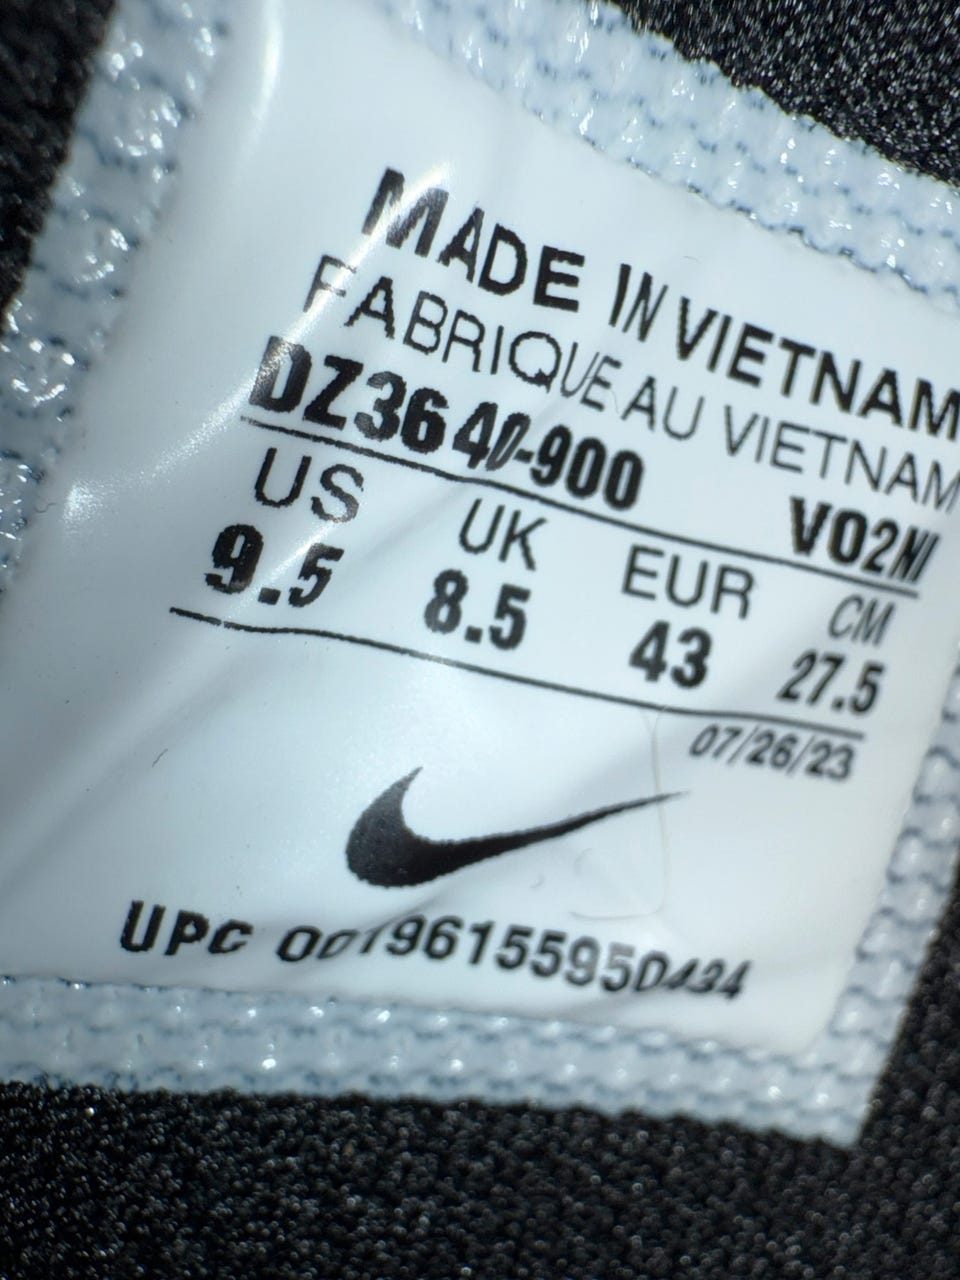 MADE IN VIETNAM
FABRIQUE AU VIETNAM
DZ3640-900 VO2NI
US UK EUR CM
9.5 8.5 43 27.5
07/26/23
UPC 00196155950434